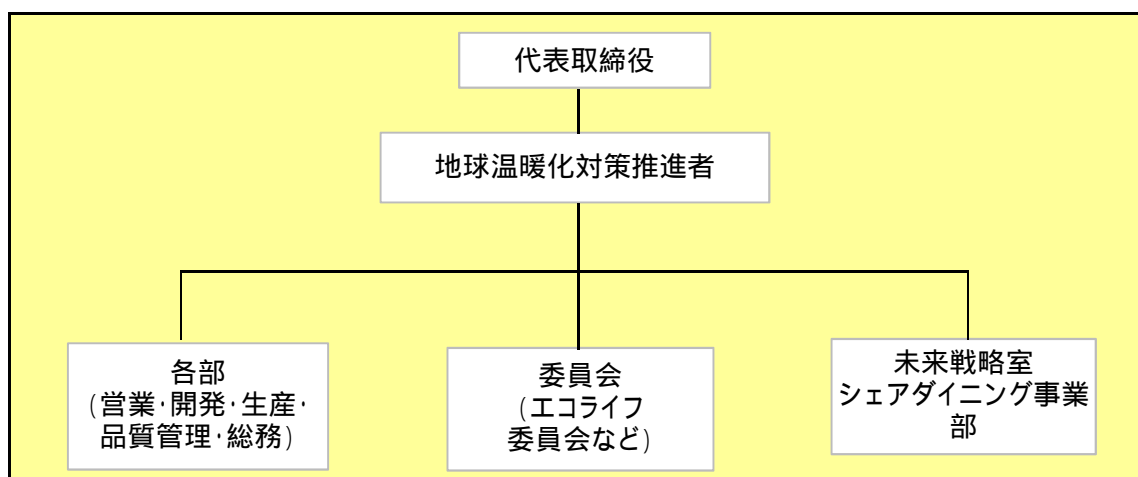 代表取締役
地球温暖化対策推進者
各部
(営業・開発・生産・
品質管理・総務)
委員会
(エコライフ
委員会など)
未来戦略室
シェアダイニング事業
部